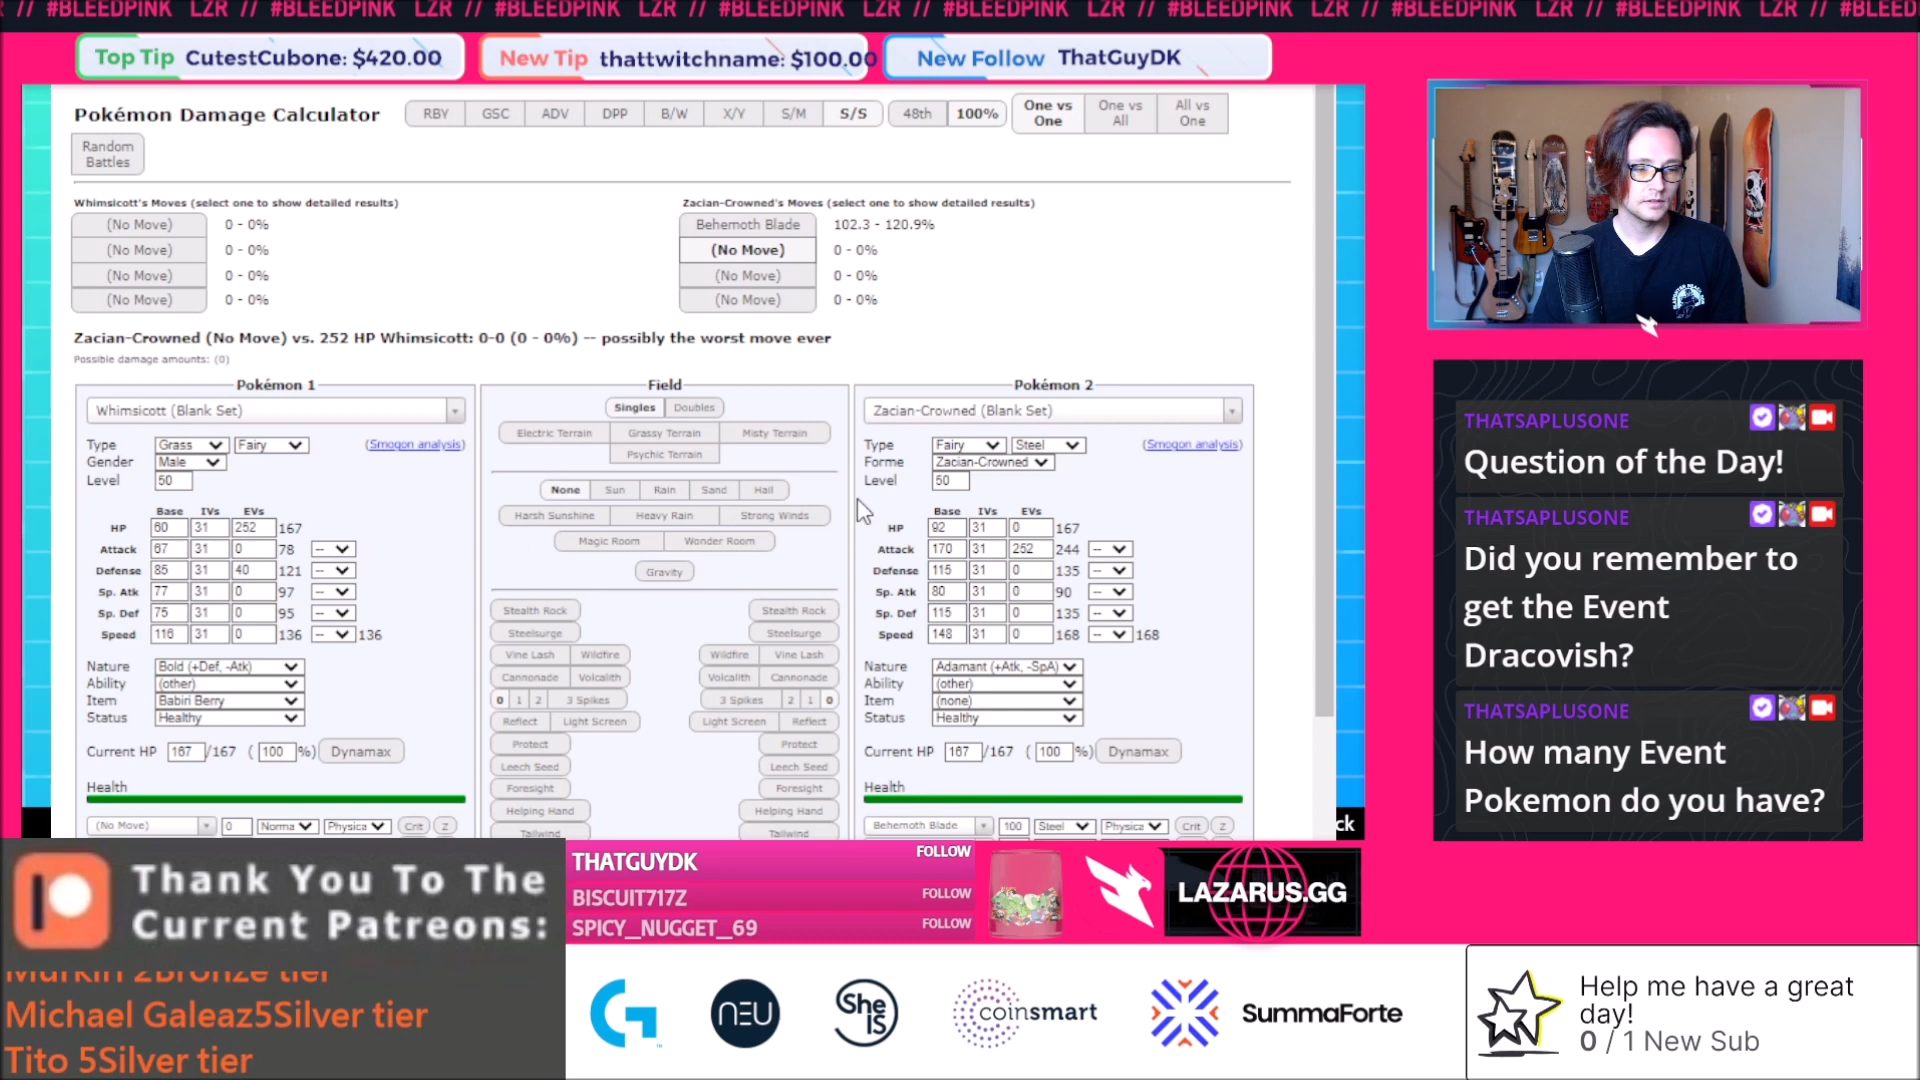 // #BLEEDPINK LZR // #BLEEDPINK LZR // #BLEEDPINK LZR // #BLEEDPINK LZR // #BLEEDPINK LZR // #BLEEDPINK LZR // #BLEEDPINK LZR // #BLEEDPINK LZR // #BLEED
Top Tip CutestCubone: $420.00
New Tip thattwitchname: $100.00
New Follow ThatGuyDK
Pokémon Damage Calculator
RBY GSC ADV DPP B/W X/Y S/M S/S
48th 100%
One vs One
One vs All
All vs One
Random Battles
Whimsicott's Moves (select one to show detailed results)
(No Move) 0 - 0%
(No Move) 0 - 0%
(No Move) 0 - 0%
(No Move) 0 - 0%
Zacian-Crowned's Moves (select one to show detailed results)
Behemoth Blade 102.3 - 120.9%
(No Move) 0 - 0%
(No Move) 0 - 0%
(No Move) 0 - 0%
Zacian-Crowned (No Move) vs. 252 HP Whimsicott: 0-0 (0 - 0%) -- possibly the worst move ever
Possible damage amounts: (0)
Pokémon 1
Whimsicott (Blank Set)
Type Grass Fairy (Smogon analysis)
Gender Male
Level 50
Base IVs EVs
HP 60 31 252 167
Attack 67 31 0 78 --
Defense 85 31 40 121 --
Sp. Atk 77 31 0 97 --
Sp. Def 75 31 0 95 --
Speed 116 31 0 136 -- 136
Nature Bold (+Def, -Atk)
Ability (other)
Item Babiri Berry
Status Healthy
Current HP 167 /167 ( 100 %) Dynamax
Health
(No Move) 0 Norma Physica Crit Z
Field
Singles Doubles
Electric Terrain Grassy Terrain Misty Terrain
Psychic Terrain
None Sun Rain Sand Hail
Harsh Sunshine Heavy Rain Strong Winds
Magic Room Wonder Room
Gravity
Stealth Rock Stealth Rock
Steelsurge Steelsurge
Vine Lash Wildfire Wildfire Vine Lash
Cannonade Volcalith Volcalith Cannonade
0 1 2 3 Spikes 3 Spikes 2 1 0
Reflect Light Screen Light Screen Reflect
Protect Protect
Leech Seed Leech Seed
Foresight Foresight
Helping Hand Helping Hand
Tailwind Tailwind
Pokémon 2
Zacian-Crowned (Blank Set)
Type Fairy Steel (Smogon analysis)
Forme Zacian-Crowned
Level 50
Base IVs EVs
HP 92 31 0 167
Attack 170 31 252 244 --
Defense 115 31 0 135 --
Sp. Atk 80 31 0 90 --
Sp. Def 115 31 0 135 --
Speed 148 31 0 168 -- 168
Nature Adamant (+Atk, -SpA)
Ability (other)
Item (none)
Status Healthy
Current HP 167 /167 ( 100 %) Dynamax
Health
Behemoth Blade 100 Steel Physica Crit Z
ck
THATSAPLUSONE
Question of the Day!
THATSAPLUSONE
Did you remember to
get the Event
Dracovish?
THATSAPLUSONE
How many Event
Pokemon do you have?
Thank You To The
Current Patreons:
Murkin 2Bronze tier
Michael Galeaz5Silver tier
Tito 5Silver tier
THATGUYDK FOLLOW
BISCUIT717Z FOLLOW
SPICY_NUGGET_69 FOLLOW
LAZARUS.GG
G
NEU
She IS
coinsmart
SummaForte
Help me have a great
day!
0 / 1 New Sub